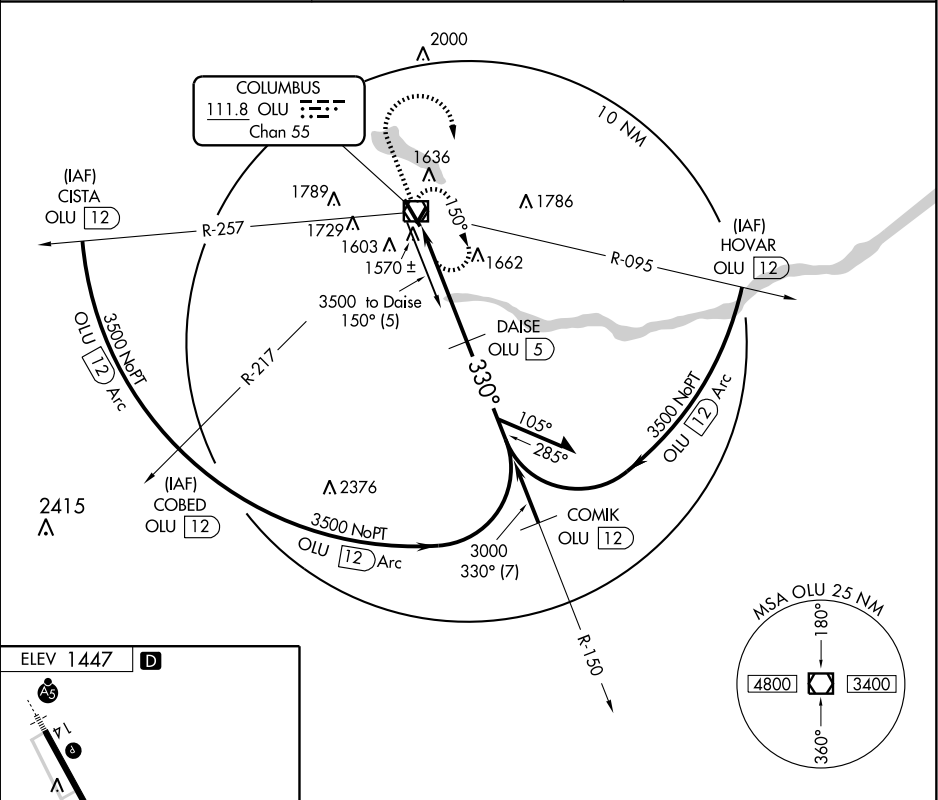 2000
COLUMBUS
111.8 OLU
Chan 55
10 NM
1636
(IAF)
CISTA
OLU 12
1789
1786
R-257
1729
150°
(IAF)
HOVAR
OLU 12
1603
1570 ±
1662
R-095
3500 to Daise
150° (5)
DAISE
OLU 5
3500 NoPT
OLU 12 Arc
R-217
330°
3500 NoPT
OLU 12 Arc
105°
285°
(IAF)
COBED
OLU 12
2376
2415
COMIK
OLU 12
3500 NoPT
OLU 12 Arc
3000
330° (7)
MSA OLU 25 NM
180°
R-150
4800
3400
360°
ELEV 1447 D
A5
14
P